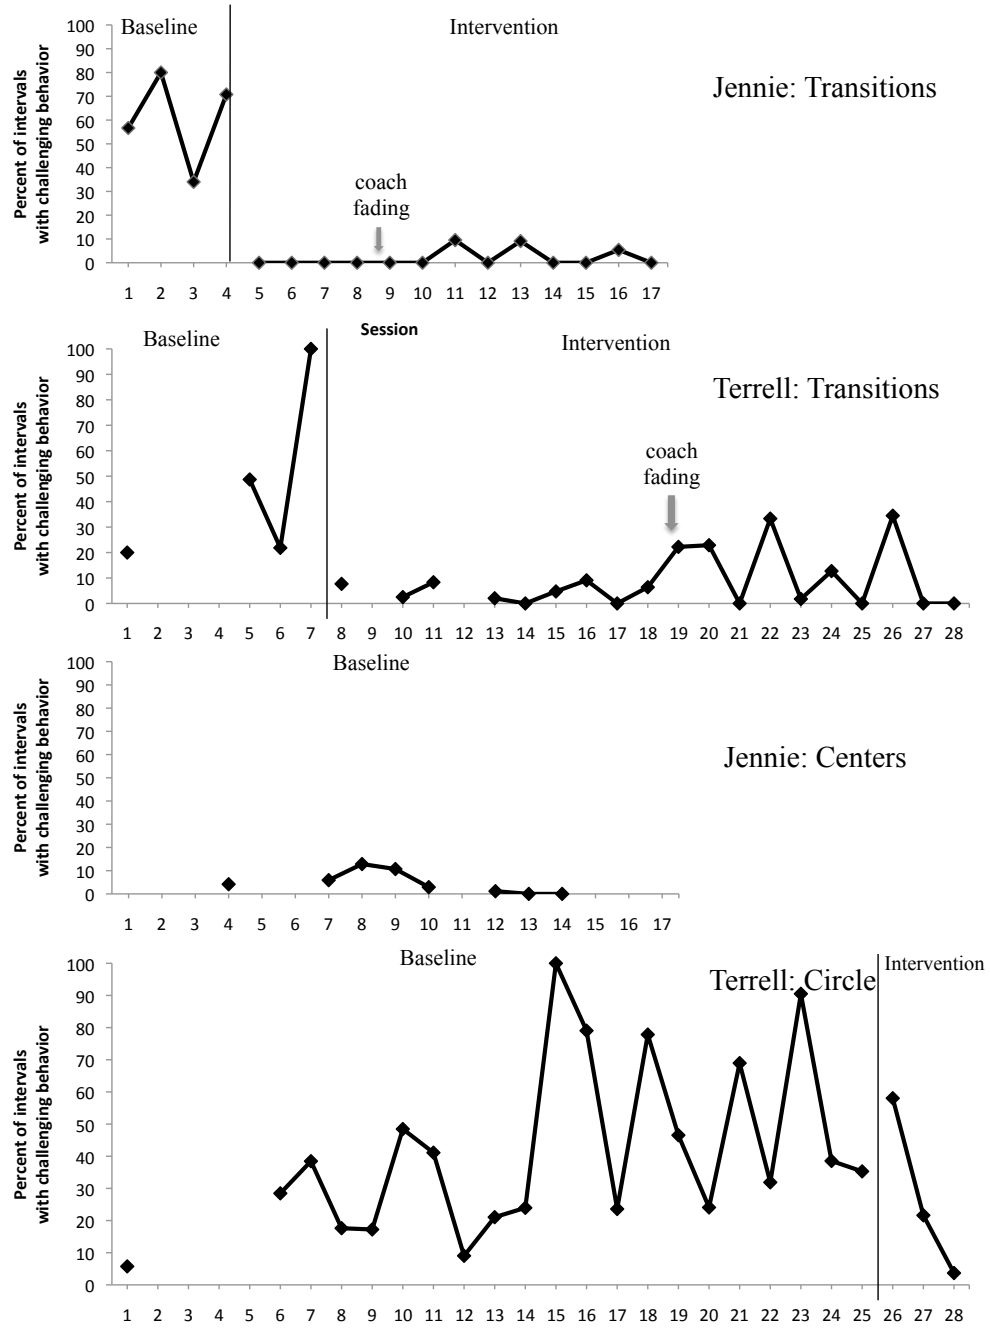 Baseline
Intervention
Jennie: Transitions
Percent of intervals
with challenging behavior
100
90
80
70
60
50
40
30
20
10
0
coach
fading
1 2 3 4 5 6 7 8 9 10 11 12 13 14 15 16 17
Session
Baseline
Intervention
Terrell: Transitions
Percent of intervals
with challenging behavior
100
90
80
70
60
50
40
30
20
10
0
coach
fading
1 2 3 4 5 6 7 8 9 10 11 12 13 14 15 16 17 18 19 20 21 22 23 24 25 26 27 28
Baseline
Jennie: Centers
Percent of intervals
with challenging behavior
100
90
80
70
60
50
40
30
20
10
0
1 2 3 4 5 6 7 8 9 10 11 12 13 14 15 16 17
Baseline
Intervention
Terrell: Circle
Percent of intervals
with challenging behavior
100
90
80
70
60
50
40
30
20
10
0
1 2 3 4 5 6 7 8 9 10 11 12 13 14 15 16 17 18 19 20 21 22 23 24 25 26 27 28